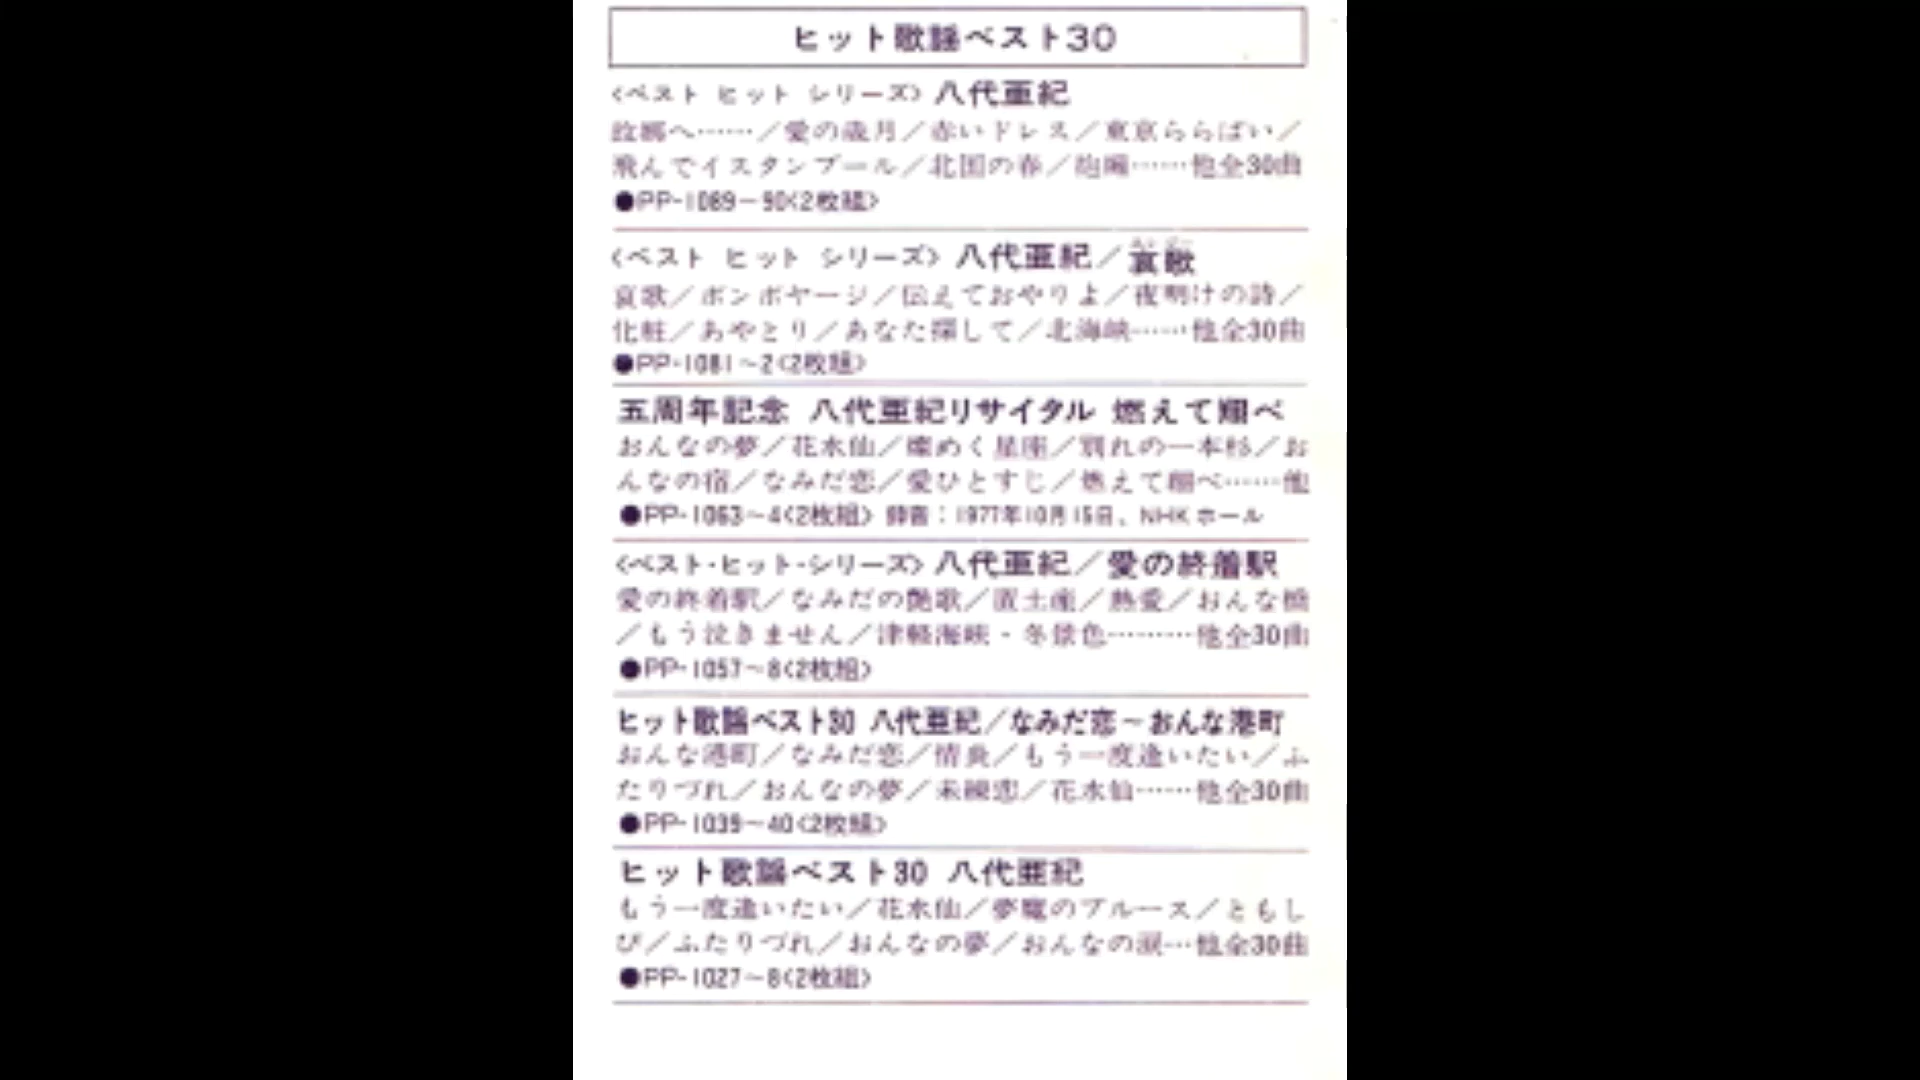 ヒット歌謡ベスト30
〈ベスト ヒット シリーズ〉 八代亜紀
故郷へ……／愛の歳月／赤いドレス／東京ららばい／
飛んでイスタンブール／北国の春／抱擁……他全30曲
●PP-1089～90〈2枚組〉
〈ベスト ヒット シリーズ〉 八代亜紀／哀歌
哀歌／ボンボヤージ／伝えておやりよ／夜明けの詩／
化粧／あやとり／あなた探して／北海峡……他全30曲
●PP-1081～2〈2枚組〉
五周年記念 八代亜紀リサイタル 燃えて翔べ
おんなの夢／花水仙／煌めく星座／別れの一本杉／お
んなの宿／なみだ恋／愛ひとすじ／燃えて翔べ……他
●PP-1063～4〈2枚組〉 録音：1977年10月15日、NHKホール
〈ベスト・ヒット・シリーズ〉 八代亜紀／愛の終着駅
愛の終着駅／なみだの艶歌／置土産／熱愛／おんな橋
／もう泣きません／津軽海峡・冬景色………他全30曲
●PP-1057～8〈2枚組〉
ヒット歌謡ベスト30 八代亜紀／なみだ恋～おんな港町
おんな港町／なみだ恋／情炎／もう一度逢いたい／ふ
たりづれ／おんなの夢／未練恋／花水仙……他全30曲
●PP-1039～40〈2枚組〉
ヒット歌謡ベスト30 八代亜紀
もう一度逢いたい／花水仙／夢魔のブルース／ともし
び／ふたりづれ／おんなの夢／おんなの涙…他全30曲
●PP-1027～8〈2枚組〉